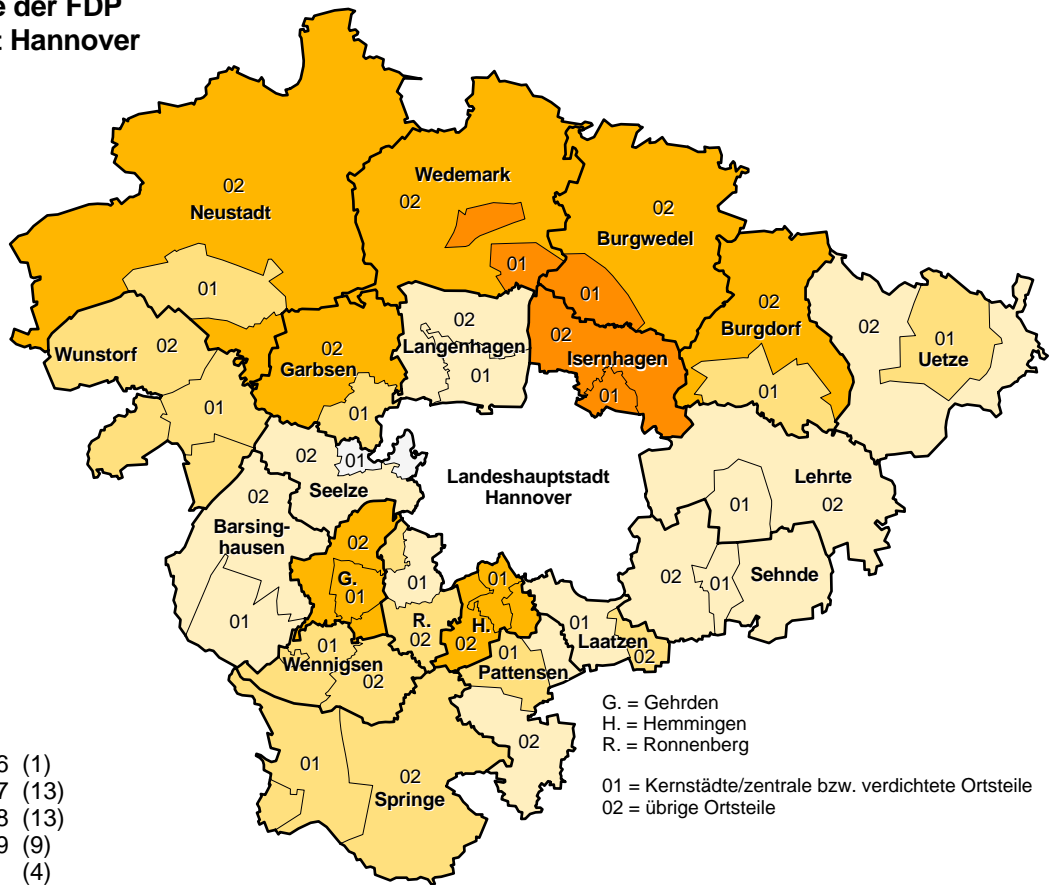 der FDP
Hannover
02
Neustadt
01
Wedemark
02
01
02
Burgwedel
01
02
Burgdorf
01
02
01
Uetze
Wunstorf 02
01
02
Garbsen
01
02
Langenhagen
01
02
Isernhagen
01
02
01
Seelze
Landeshauptstadt
Hannover
Lehrte
01
02
02
Barsing-
hausen
01
02
G.
01
01
R.
02
01
H.
02
02
01
Sehnde
01
Laatzen
02
01
Wennigsen
02
01
Pattensen
02
01
02
Springe
G. = Gehrden
H. = Hemmingen
R. = Ronnenberg
01 = Kernstädte/zentrale bzw. verdichtete Ortsteile
02 = übrige Ortsteile
6 (1)
7 (13)
8 (13)
9 (9)
(4)